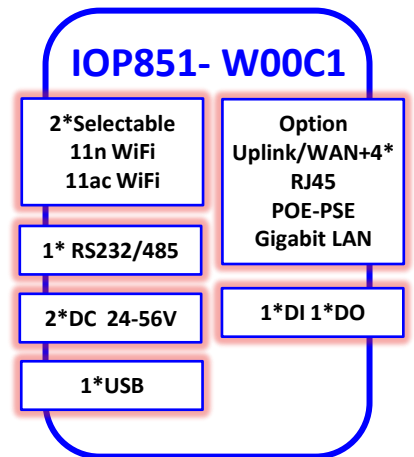 IOP851- W00C1
2*Selectable
11n WiFi
11ac WiFi
1* RS232/485
2*DC 24-56V
1*USB
Option
Uplink/WAN+4*
RJ45
POE-PSE
Gigabit LAN
1*DI 1*DO